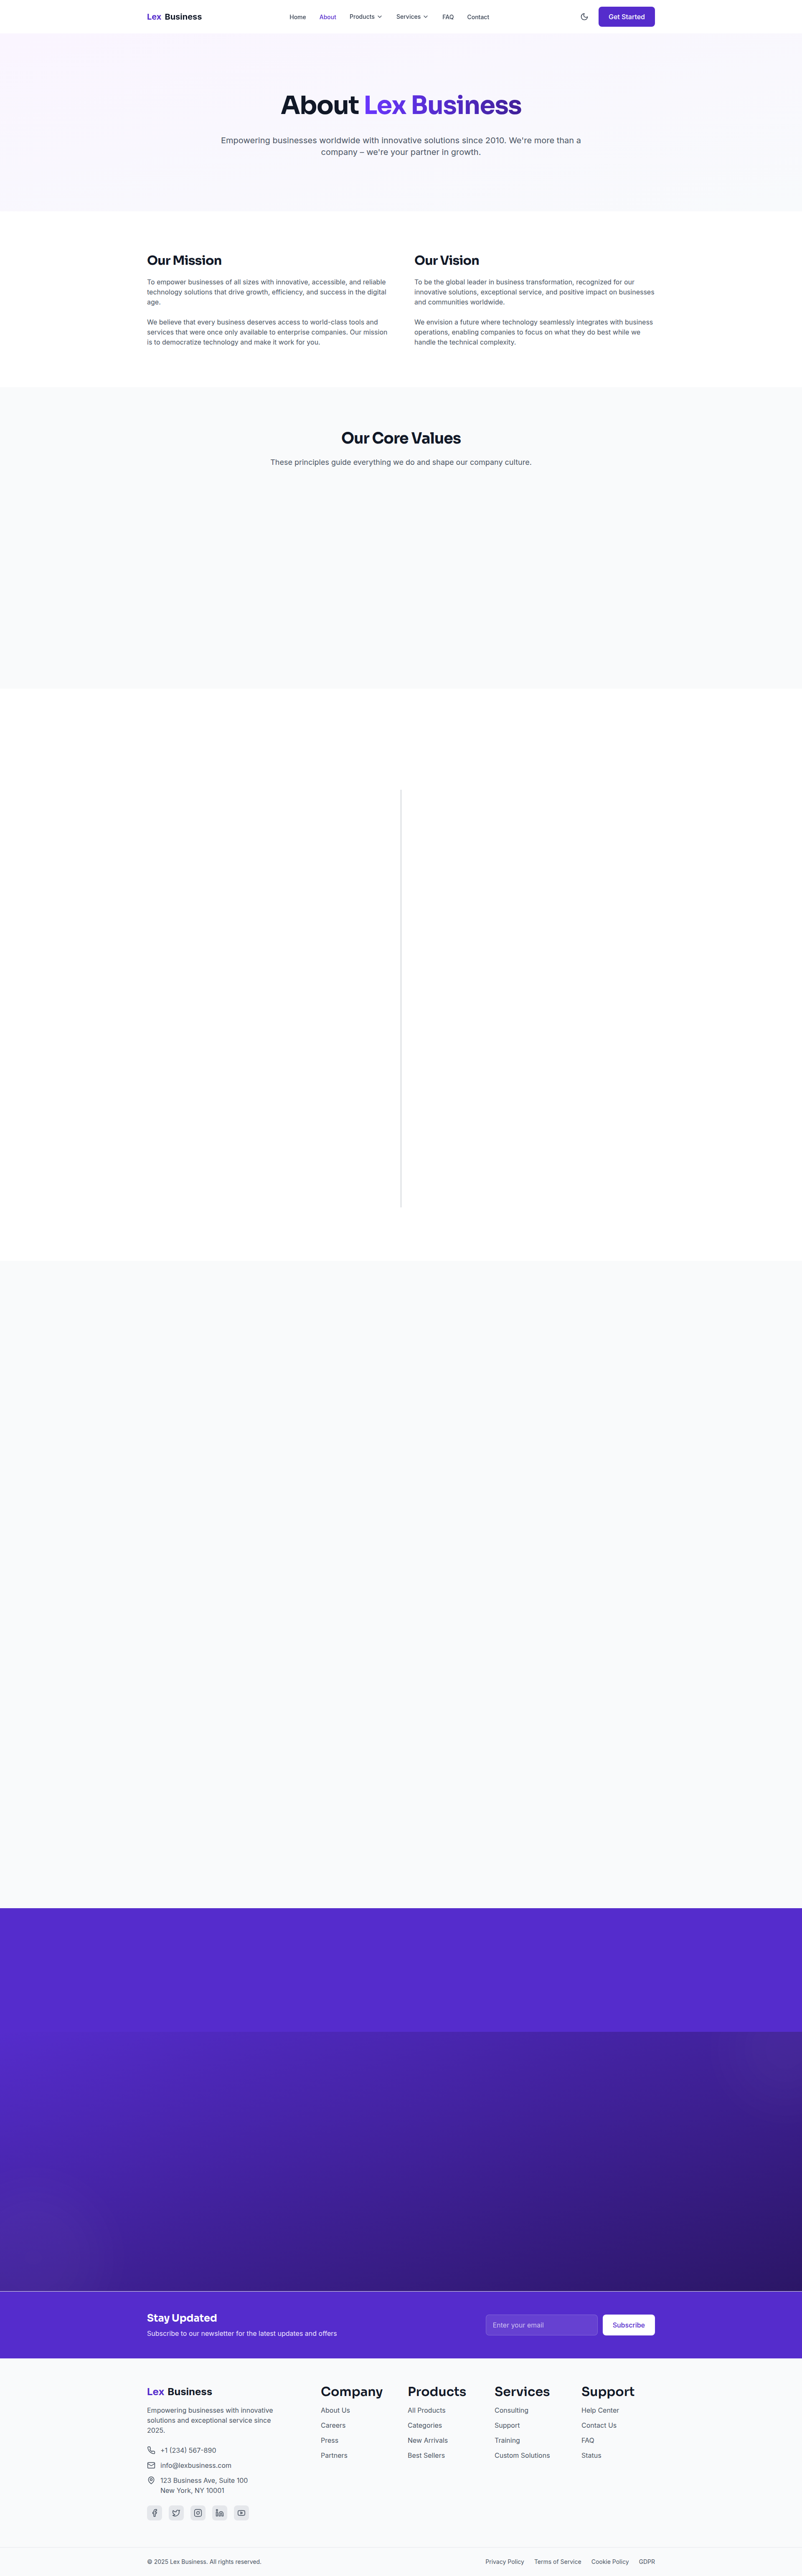 Lex Business
Home About Products Services FAQ Contact
Get Started
About Lex Business
Empowering businesses worldwide with innovative solutions since 2010. We're more than a
company – we're your partner in growth.
Our Mission
To empower businesses of all sizes with innovative, accessible, and reliable
technology solutions that drive growth, efficiency, and success in the digital
age.
We believe that every business deserves access to world-class tools and
services that were once only available to enterprise companies. Our mission
is to democratize technology and make it work for you.
Our Vision
To be the global leader in business transformation, recognized for our
innovative solutions, exceptional service, and positive impact on businesses
and communities worldwide.
We envision a future where technology seamlessly integrates with business
operations, enabling companies to focus on what they do best while we
handle the technical complexity.
Our Core Values
These principles guide everything we do and shape our company culture.
Stay Updated
Subscribe to our newsletter for the latest updates and offers
Enter your email
Subscribe
Lex Business
Empowering businesses with innovative
solutions and exceptional service since
2025.
+1 (234) 567-890
info@lexbusiness.com
123 Business Ave, Suite 100
New York, NY 10001
Company
About Us
Careers
Press
Partners
Products
All Products
Categories
New Arrivals
Best Sellers
Services
Consulting
Support
Training
Custom Solutions
Support
Help Center
Contact Us
FAQ
Status
© 2025 Lex Business. All rights reserved.
Privacy Policy Terms of Service Cookie Policy GDPR